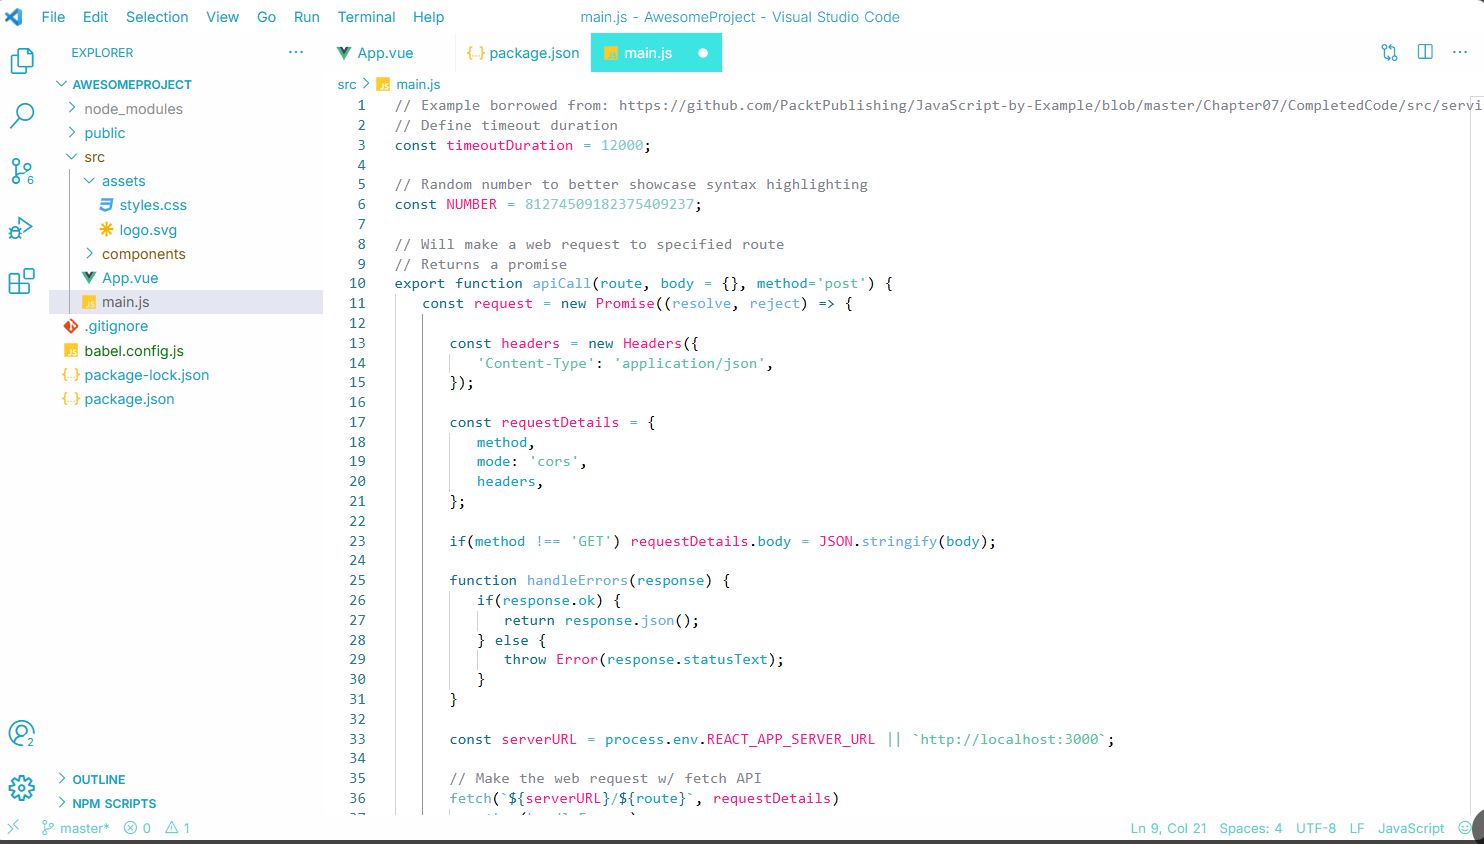 File Edit Selection View Go Run Terminal Help
main.js - AwesomeProject - Visual Studio Code
EXPLORER
AWESOMEPROJECT
node_modules
public
src
assets
styles.css
logo.svg
components
App.vue
main.js
.gitignore
babel.config.js
package-lock.json
package.json
OUTLINE
NPM SCRIPTS
6
2
App.vue
package.json
main.js
src > main.js
1 // Example borrowed from: https://github.com/PacktPublishing/JavaScript-by-Example/blob/master/Chapter07/CompletedCode/src/servi
2 // Define timeout duration
3 const timeoutDuration = 12000;
4
5 // Random number to better showcase syntax highlighting
6 const NUMBER = 81274509182375409237;
7
8 // Will make a web request to specified route
9 // Returns a promise
10 export function apiCall(route, body = {}, method='post') {
11 const request = new Promise((resolve, reject) => {
12
13 const headers = new Headers({
14 'Content-Type': 'application/json',
15 });
16
17 const requestDetails = {
18 method,
19 mode: 'cors',
20 headers,
21 };
22
23 if(method !== 'GET') requestDetails.body = JSON.stringify(body);
24
25 function handleErrors(response) {
26 if(response.ok) {
27 return response.json();
28 } else {
29 throw Error(response.statusText);
30 }
31 }
32
33 const serverURL = process.env.REACT_APP_SERVER_URL || `http://localhost:3000`;
34
35 // Make the web request w/ fetch API
36 fetch(`${serverURL}/${route}`, requestDetails)
master* 0 1
Ln 9, Col 21 Spaces: 4 UTF-8 LF JavaScript